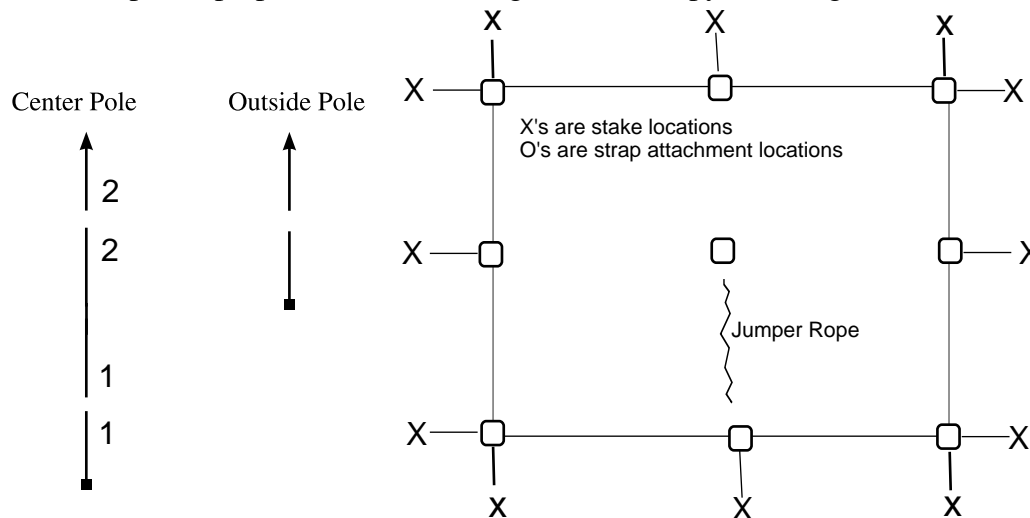 x X x
X X
Center Pole
Outside Pole
X's are stake locations
O's are strap attachment locations
2
2
X X
Jumper Rope
1
1
X X
x X x